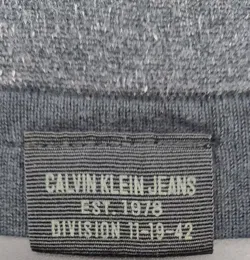 CALVIN KLEIN JEANS
EST. 1978
DIVISION 11-19-42